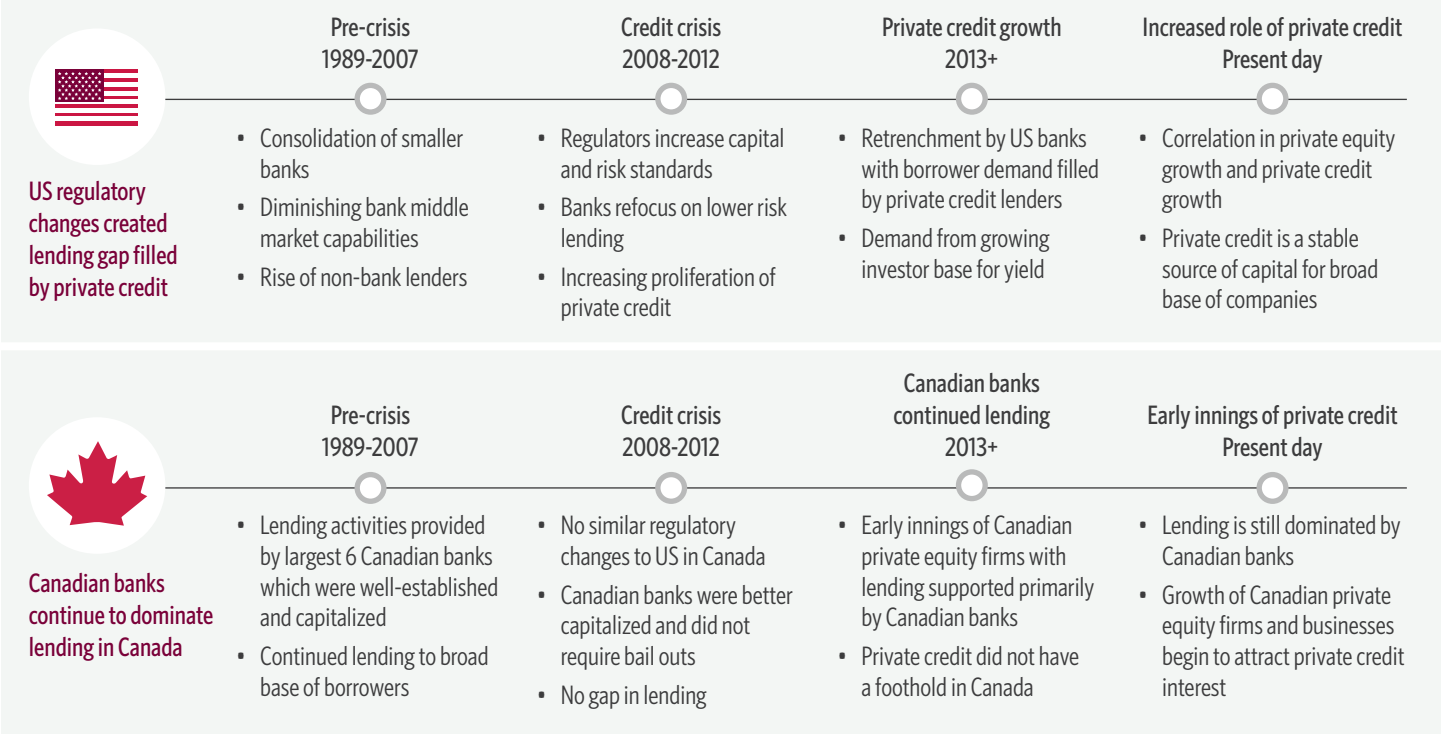 US regulatory
changes created
lending gap filled
by private credit
Pre-crisis
1989-2007
• Consolidation of smaller
banks
• Diminishing bank middle
market capabilities
• Rise of non-bank lenders
Credit crisis
2008-2012
• Regulators increase capital
and risk standards
• Banks refocus on lower risk
lending
• Increasing proliferation of
private credit
Private credit growth
2013+
• Retrenchment by US banks
with borrower demand filled
by private credit lenders
• Demand from growing
investor base for yield
Increased role of private credit
Present day
• Correlation in private equity
growth and private credit
growth
• Private credit is a stable
source of capital for broad
base of companies
Canadian banks
continue to dominate
lending in Canada
Pre-crisis
1989-2007
• Lending activities provided
by largest 6 Canadian banks
which were well-established
and capitalized
• Continued lending to broad
base of borrowers
Credit crisis
2008-2012
• No similar regulatory
changes to US in Canada
• Canadian banks were better
capitalized and did not
require bail outs
• No gap in lending
Canadian banks
continued lending
2013+
• Early innings of Canadian
private equity firms with
lending supported primarily
by Canadian banks
• Private credit did not have
a foothold in Canada
Early innings of private credit
Present day
• Lending is still dominated by
Canadian banks
• Growth of Canadian private
equity firms and businesses
begin to attract private credit
interest